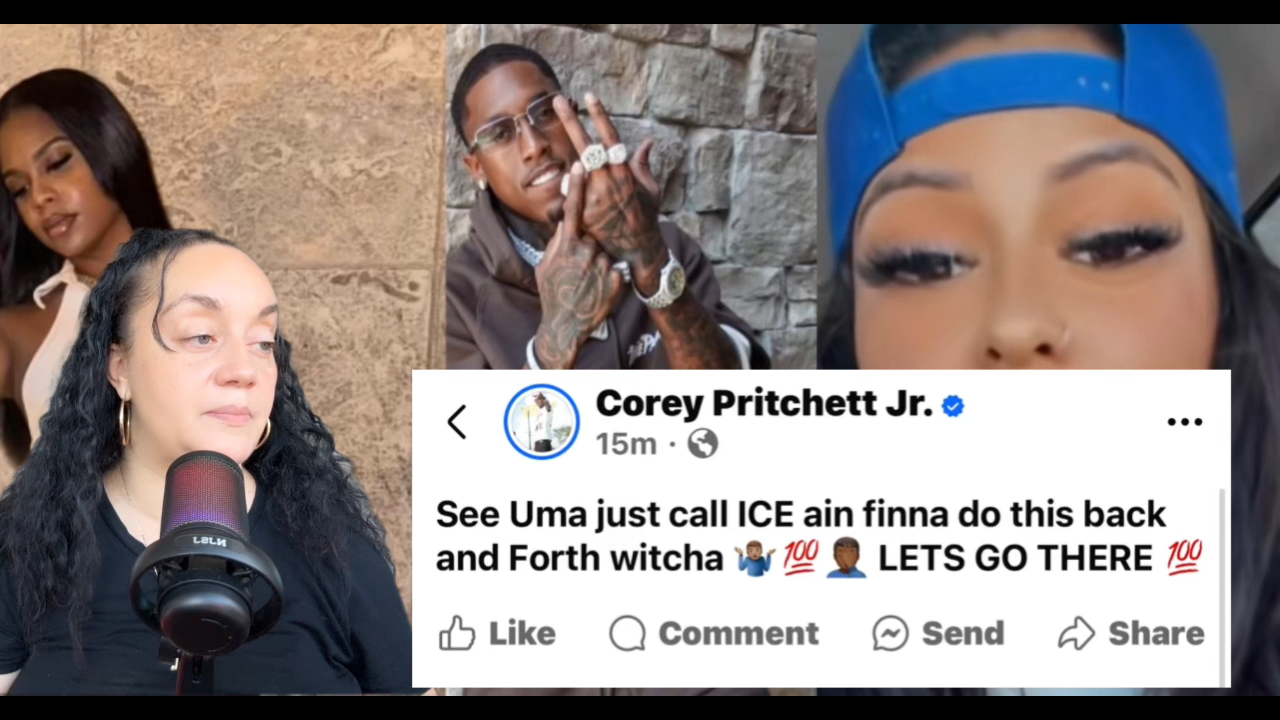 Corey Pritchett Jr.
15m ·
See Uma just call ICE ain finna do this back
and Forth witcha 🤷🏽‍♂️ 💯 🤦🏾‍♂️ LETS GO THERE 💯
Like Comment Send Share